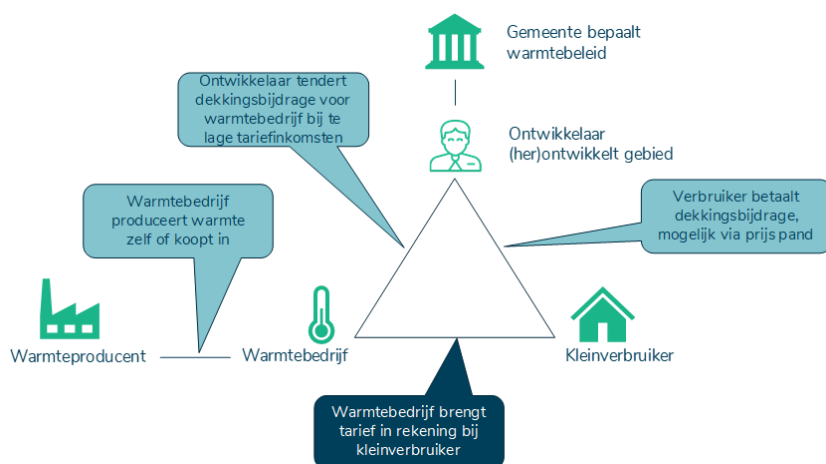 Gemeente bepaalt
warmtebeleid
Ontwikkelaar tendert
dekkingsbijdrage voor
warmtebedrijf bij te
lage tariefinkomsten
Ontwikkelaar
(her)ontwikkelt gebied
Warmtebedrijf
produceert warmte
zelf of koopt in
Verbruiker betaalt
dekkingsbijdrage,
mogelijk via prijs pand
Warmteproducent
Warmtebedrijf
Kleinverbruiker
Warmtebedrijf brengt
tarief in rekening bij
kleinverbruiker